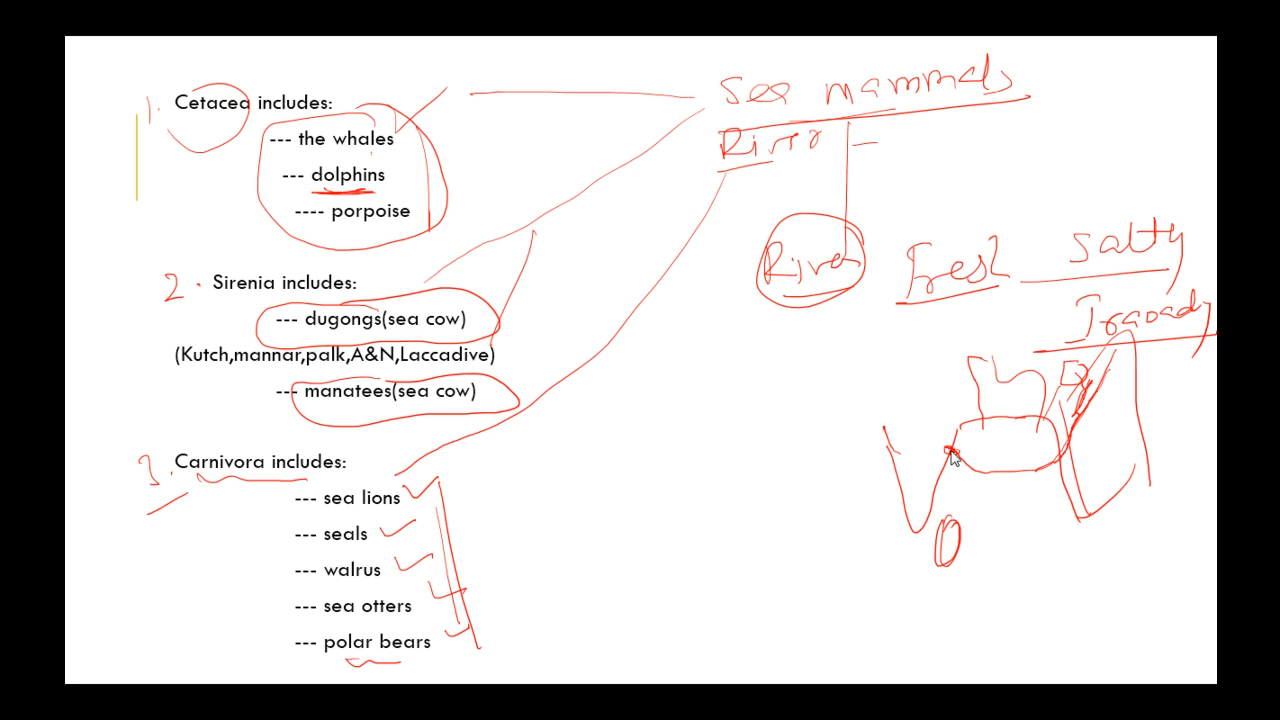 1. Cetacea includes:
--- the whales
--- dolphins
---- porpoise
2. Sirenia includes:
--- dugongs(sea cow)
(Kutch,mannar,palk,A&N,Laccadive)
--- manatees(sea cow)
3. Carnivora includes:
--- sea lions
--- seals
--- walrus
--- sea otters
--- polar bears
Sea mammals
River
River Fresh Salty